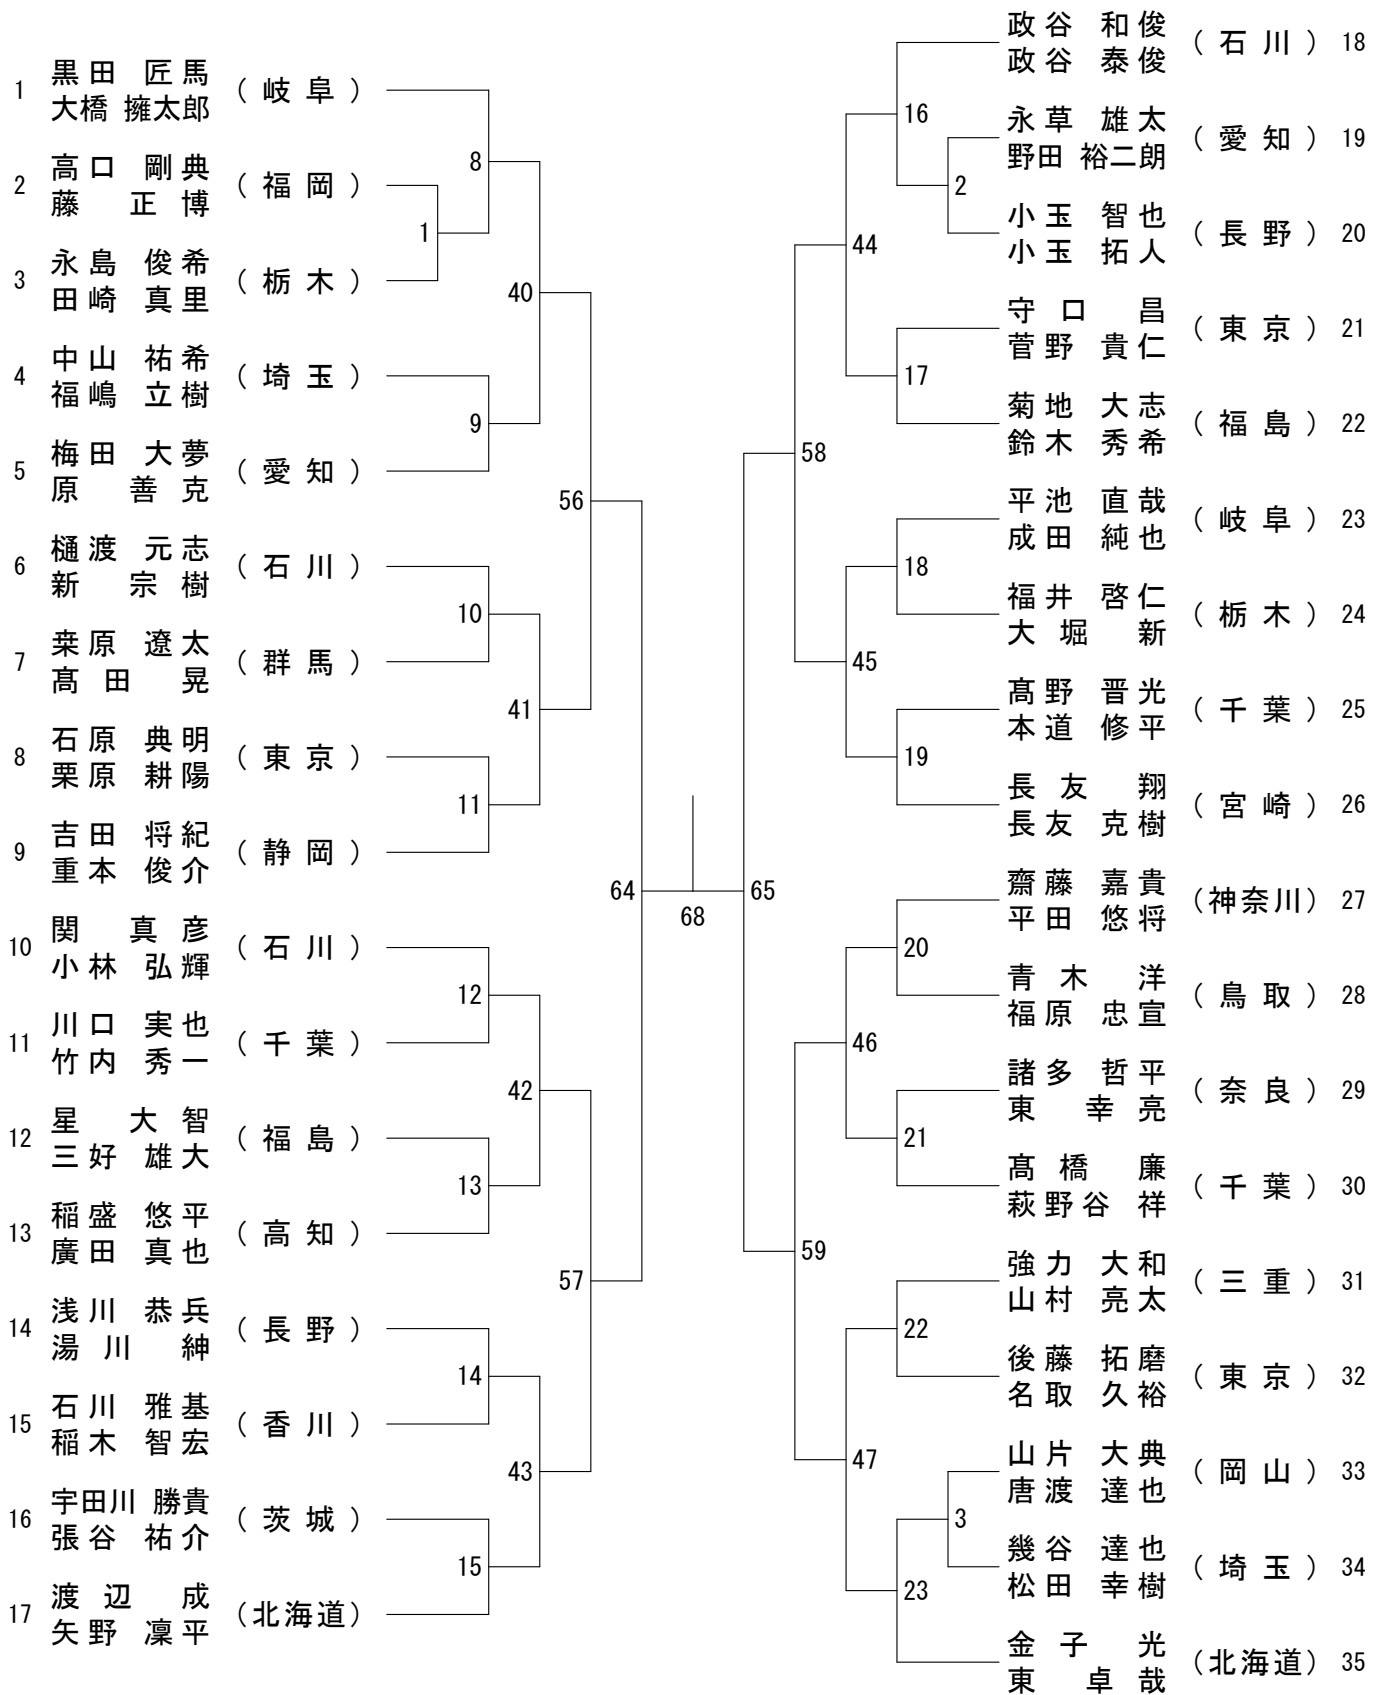 1 黒田 匠馬 (岐阜)
大橋 擁太郎
8
2 高口 剛典 (福岡)
藤 正博
1
3 永島 俊希 (栃木)
田崎 真里
40
4 中山 祐希 (埼玉)
福嶋 立樹
9
5 梅田 大夢 (愛知)
原 善克
56
6 樋渡 元志 (石川)
新 宗樹
10
7 桒原 遼太 (群馬)
髙田 晃
41
8 石原 典明 (東京)
栗原 耕陽
11
9 吉田 将紀 (静岡)
重本 俊介
64
10 関 真彦 (石川)
小林 弘輝
12
11 川口 実也 (千葉)
竹内 秀一
42
12 星 大智 (福島)
三好 雄大
13
13 稲盛 悠平 (高知)
廣田 真也
57
14 浅川 恭兵 (長野)
湯川 紳
14
15 石川 雅基 (香川)
稲木 智宏
43
16 宇田川 勝貴 (茨城)
張谷 祐介
15
17 渡辺 成 (北海道)
矢野 凜平
68
政谷 和俊 (石川) 18
政谷 泰俊
16
永草 雄太 (愛知) 19
野田 裕二朗
2
小玉 智也 (長野) 20
小玉 拓人
44
守口 昌 (東京) 21
菅野 貴仁
17
菊地 大志 (福島) 22
鈴木 秀希
58
平池 直哉 (岐阜) 23
成田 純也
18
福井 啓仁 (栃木) 24
大堀 新
45
髙野 晋光 (千葉) 25
本道 修平
19
長友 翔 (宮崎) 26
長友 克樹
65
齋藤 嘉貴 (神奈川) 27
平田 悠将
20
青木 洋 (鳥取) 28
福原 忠宣
46
諸多 哲平 (奈良) 29
東 幸亮
21
髙橋 廉 (千葉) 30
萩野谷 祥
59
強力 大和 (三重) 31
山村 亮太
22
後藤 拓磨 (東京) 32
名取 久裕
47
山片 大典 (岡山) 33
唐渡 達也
3
幾谷 達也 (埼玉) 34
松田 幸樹
23
金子 光 (北海道) 35
東 卓哉